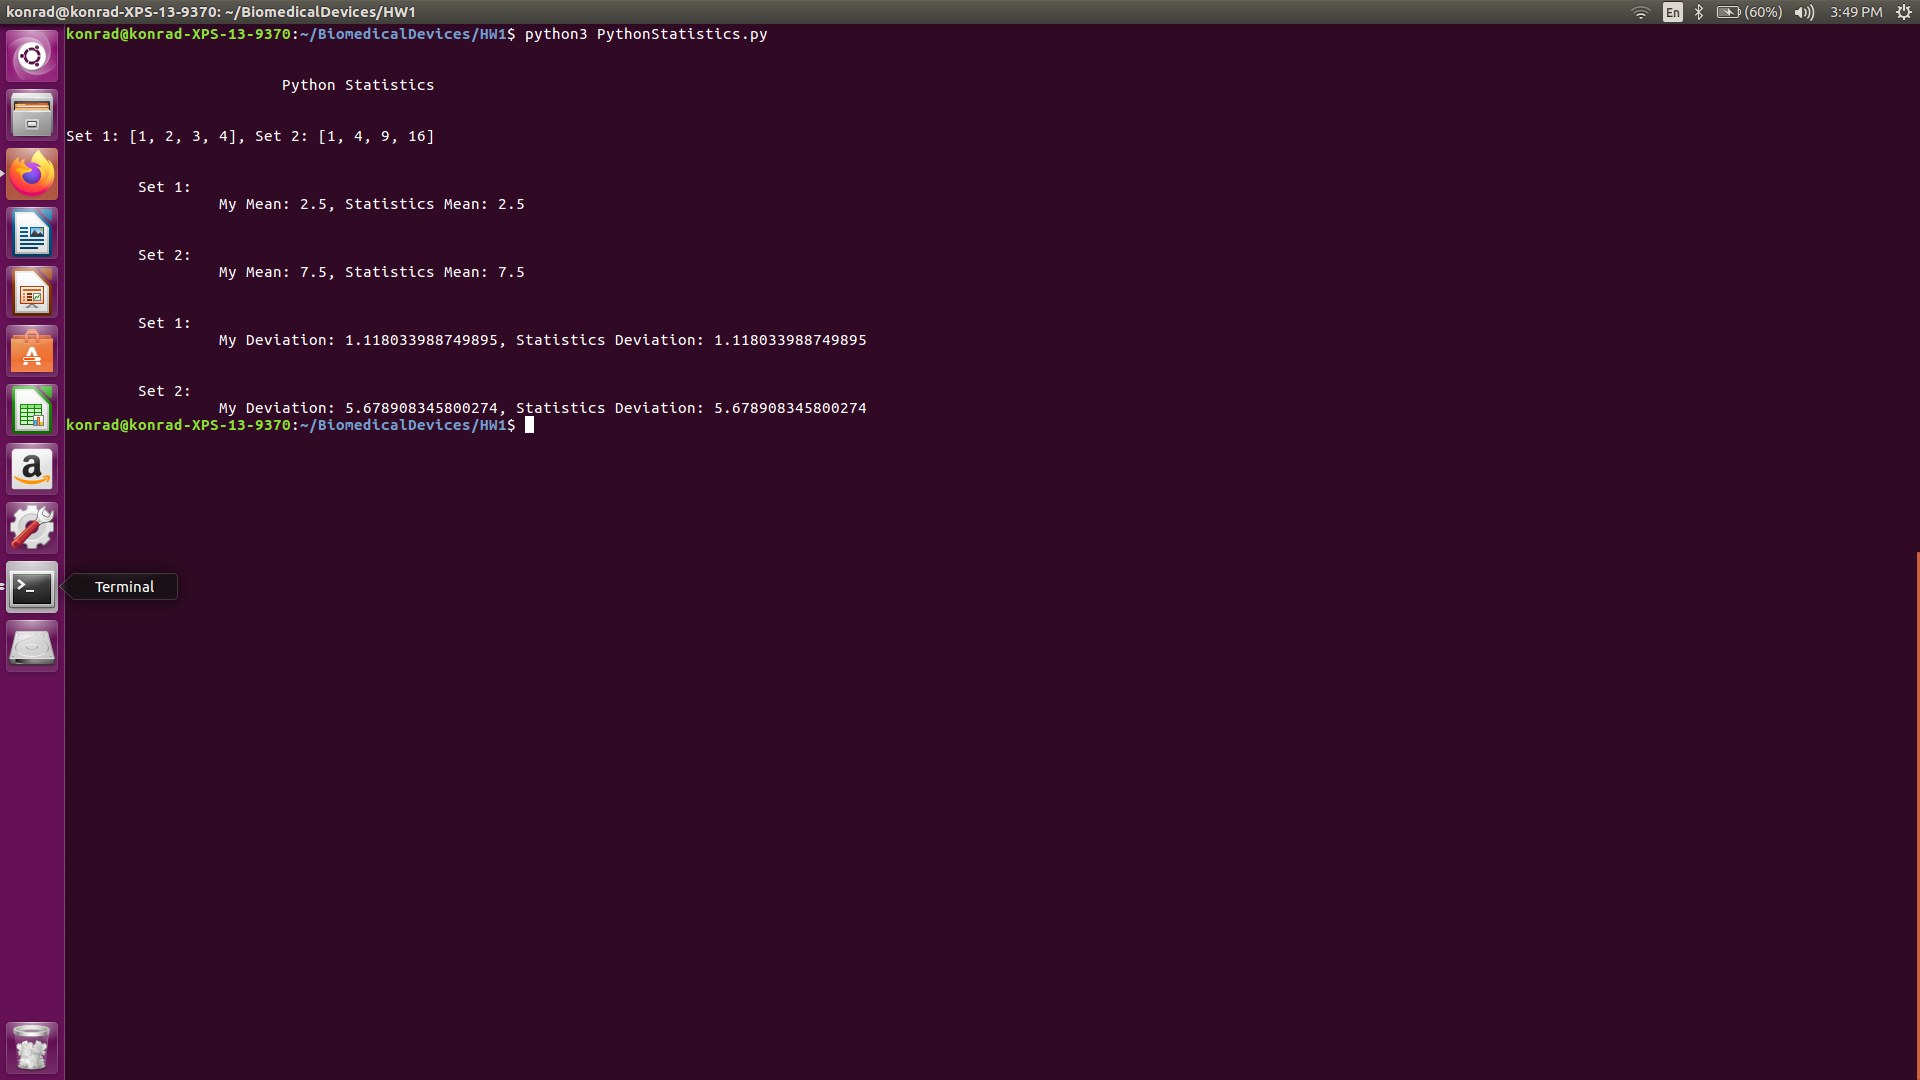 konrad@konrad-XPS-13-9370: ~/BiomedicalDevices/HW1
En
(60%)
3:49 PM
konrad@konrad-XPS-13-9370:~/BiomedicalDevices/HW1$ python3 PythonStatistics.py
Python Statistics
Set 1: [1, 2, 3, 4], Set 2: [1, 4, 9, 16]
Set 1:
My Mean: 2.5, Statistics Mean: 2.5
Set 2:
My Mean: 7.5, Statistics Mean: 7.5
Set 1:
My Deviation: 1.118033988749895, Statistics Deviation: 1.118033988749895
Set 2:
My Deviation: 5.678908345800274, Statistics Deviation: 5.678908345800274
konrad@konrad-XPS-13-9370:~/BiomedicalDevices/HW1$
Terminal